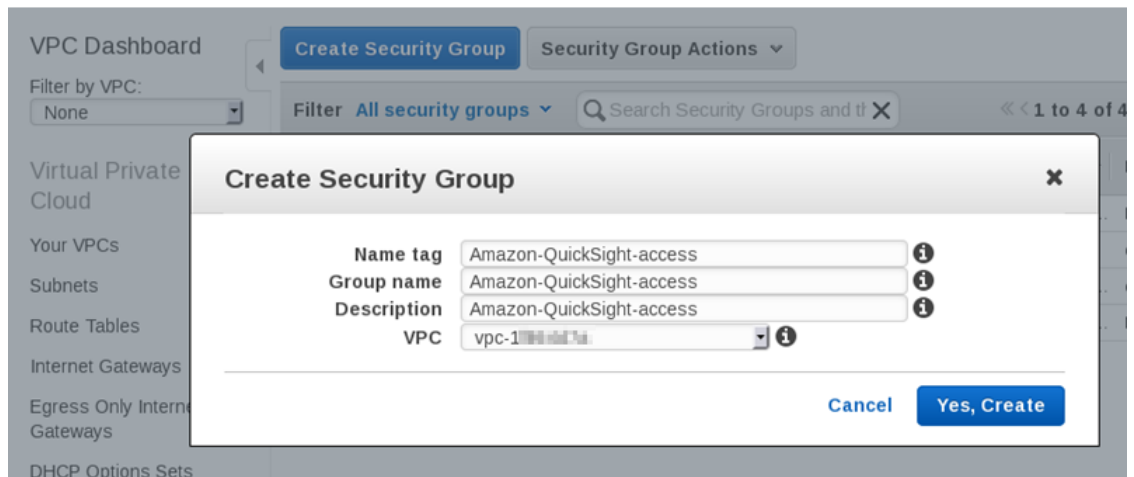 VPC Dashboard
Filter by VPC:
None
Virtual Private
Cloud
Your VPCs
Subnets
Route Tables
Internet Gateways
Egress Only Interne
Gateways
DHCP Options Sets
Create Security Group
Security Group Actions
Filter All security groups
Search Security Groups and th
1 to 4 of 4
Create Security Group
Name tag Amazon-QuickSight-access
Group name Amazon-QuickSight-access
Description Amazon-QuickSight-access
VPC vpc-1
Cancel Yes, Create